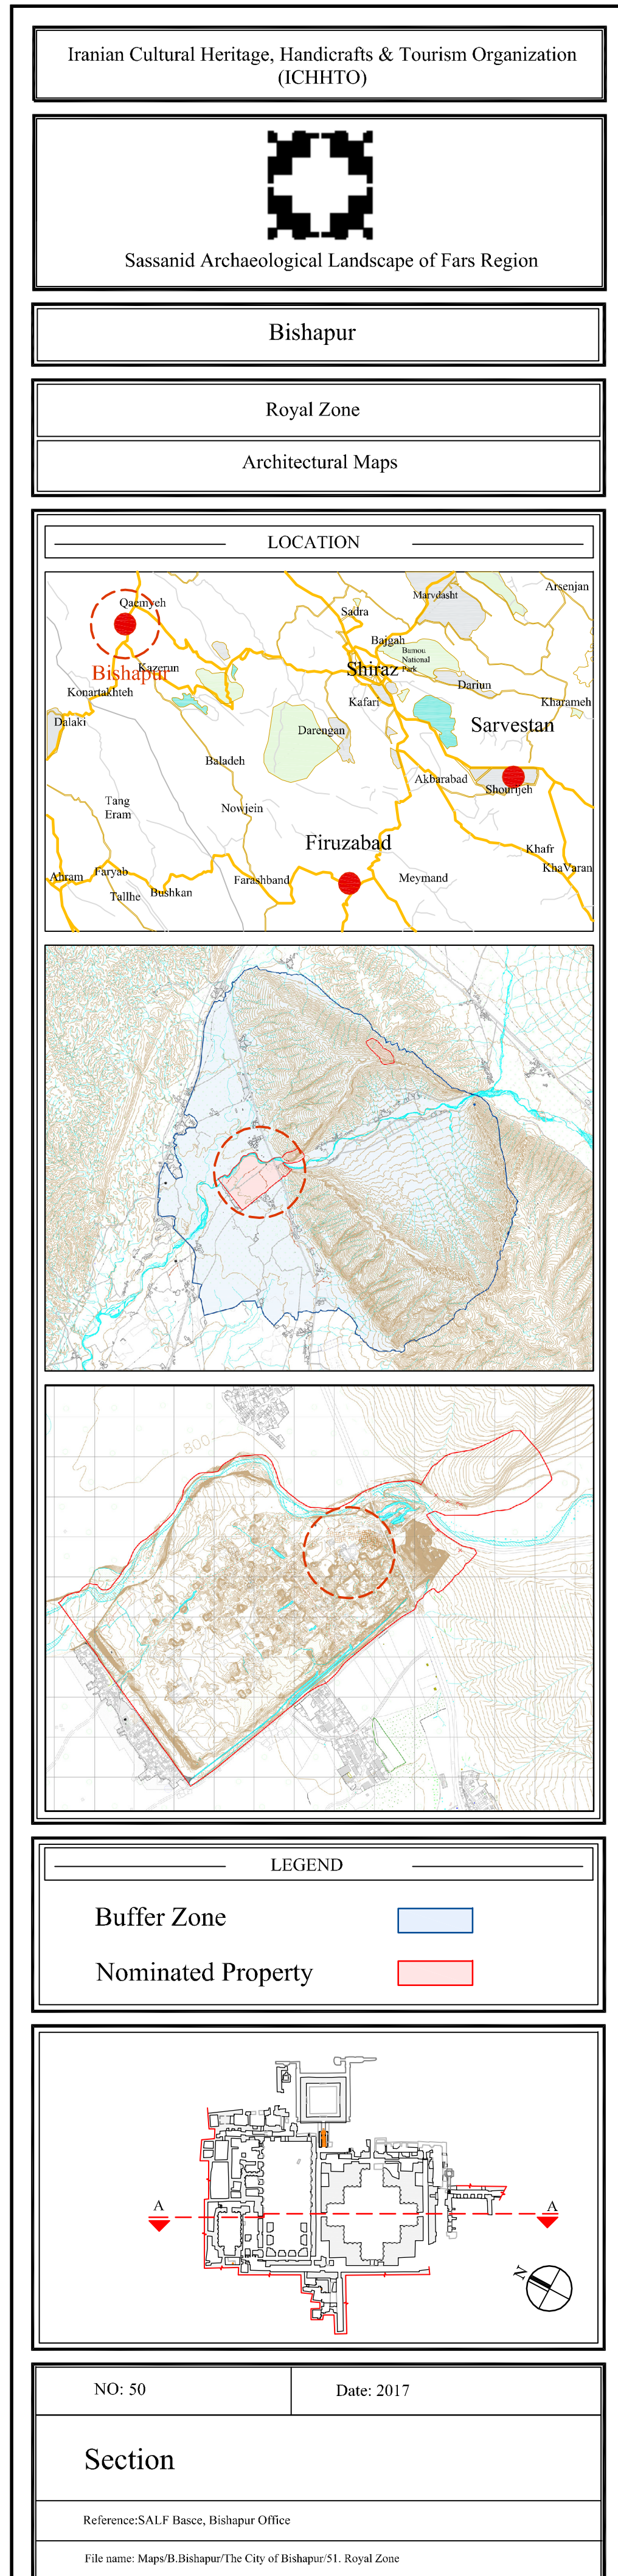 Iranian Cultural Heritage, Handicrafts & Tourism Organization
(ICHHTO)
Sassanid Archaeological Landscape of Fars Region
Bishapur
Royal Zone
Architectural Maps
LOCATION
Qaemyeh
Sadra
Marvdasht
Arsenjan
Bajgah
Bamou
National
Park
Bishapur
Kazerun
Shiraz
Konartakhteh
Kafari
Dariun
Kharameh
Dalaki
Darengan
Sarvestan
Baladeh
Akbarabad
Shourijeh
Tang
Eram
Nowjein
Firuzabad
Khafr
KhaVaran
Ahram
Faryab
Farashband
Meymand
Tallhe
Bushkan
800
LEGEND
Buffer Zone
Nominated Property
A
A
N
NO: 50
Date: 2017
Section
Reference:SALF Basce, Bishapur Office
File name: Maps/B.Bishapur/The City of Bishapur/51. Royal Zone